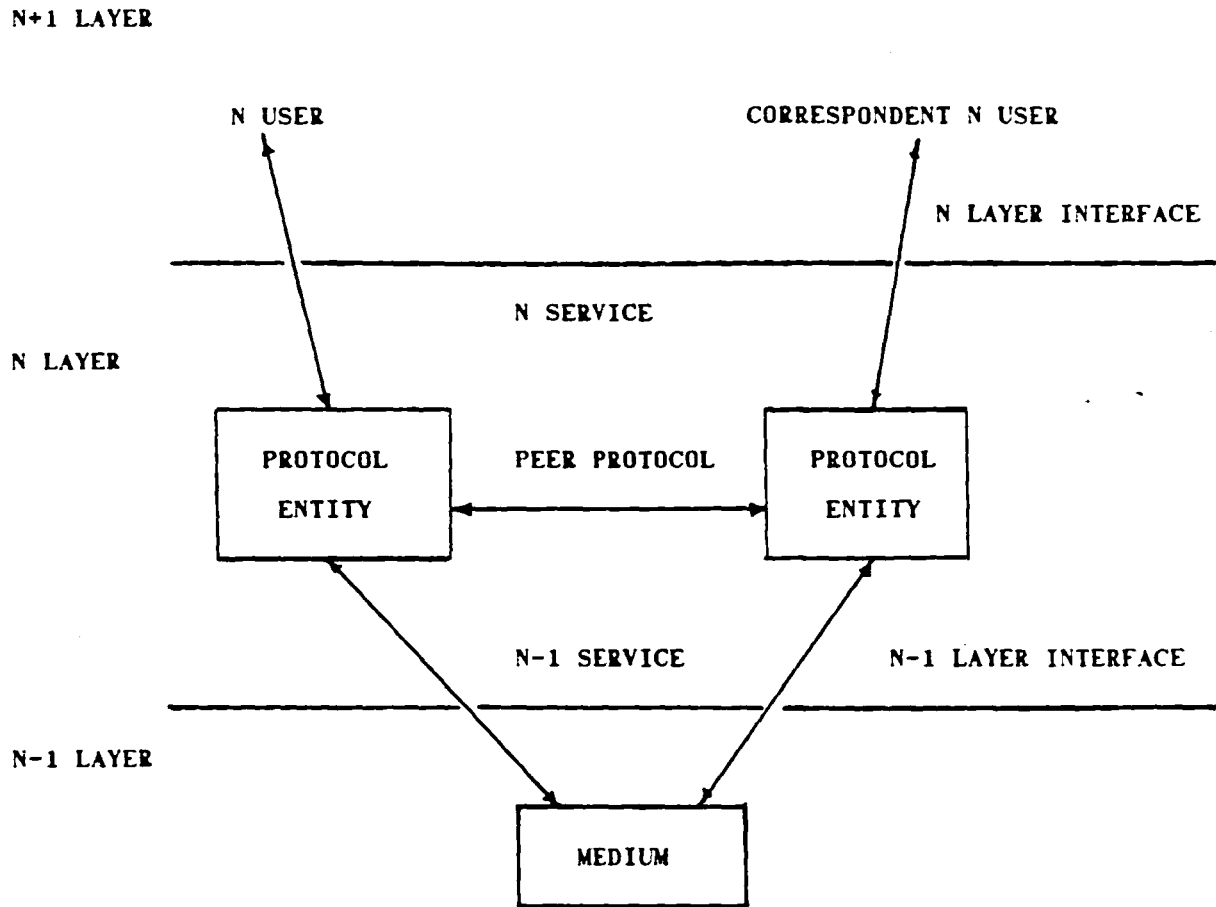 N+1 LAYER
N USER
CORRESPONDENT N USER
N LAYER INTERFACE
N SERVICE
N LAYER
PROTOCOL
ENTITY
PEER PROTOCOL
PROTOCOL
ENTITY
N-1 SERVICE
N-1 LAYER INTERFACE
N-1 LAYER
MEDIUM